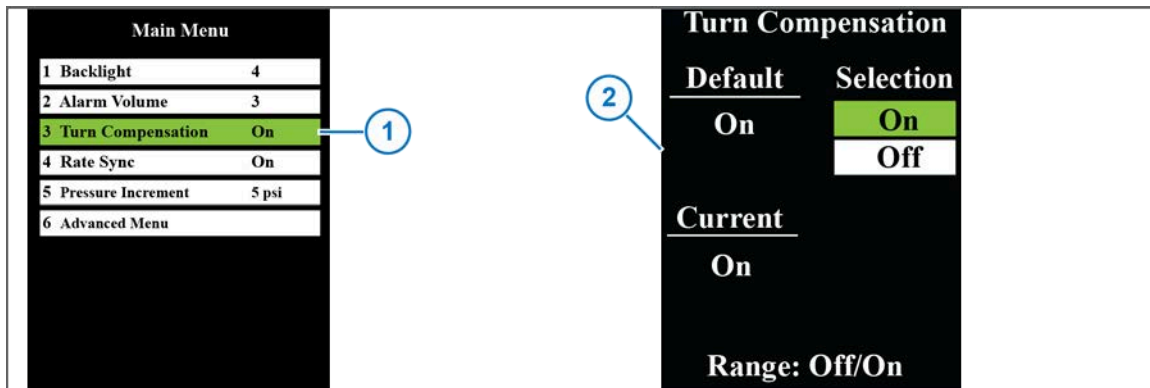 Main Menu
1 Backlight 4
2 Alarm Volume 3
3 Turn Compensation On
4 Rate Sync On
5 Pressure Increment 5 psi
6 Advanced Menu
1
Turn Compensation
Default Selection
On On
Off
2
Current
On
Range: Off/On